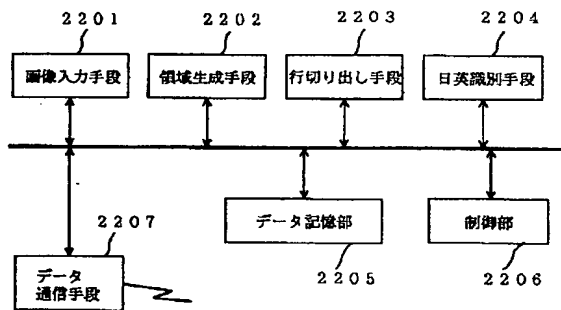 2201 2202 2203 2204
画像入力手段 領域生成手段 行切り出し手段 日英識別手段
2207
データ記憶部 制御部
データ
通信手段
2205 2206